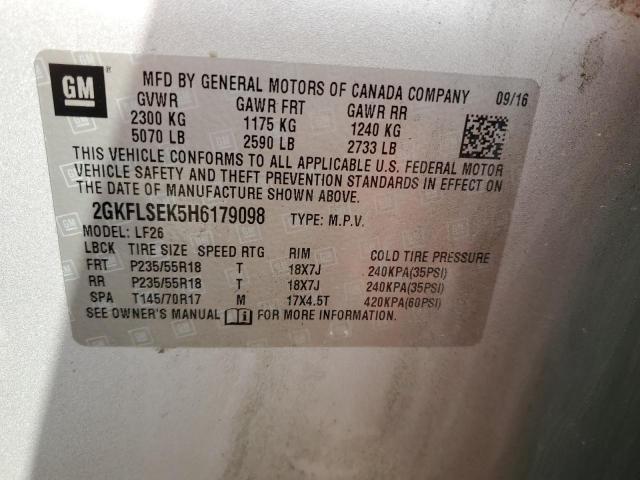 GM
MFD BY GENERAL MOTORS OF CANADA COMPANY 09/16
GVWR GAWR FRT GAWR RR
2300 KG 1175 KG 1240 KG
5070 LB 2590 LB 2733 LB
THIS VEHICLE CONFORMS TO ALL APPLICABLE U.S. FEDERAL MOTOR
VEHICLE SAFETY AND THEFT PREVENTION STANDARDS IN EFFECT ON
THE DATE OF MANUFACTURE SHOWN ABOVE.
2GKFLSEK5H6179098 TYPE: M.P.V.
MODEL: LF26
LBCK TIRE SIZE SPEED RTG RIM COLD TIRE PRESSURE
FRT P235/55R18 T 18X7J 240KPA(35PSI)
RR P235/55R18 T 18X7J 240KPA(35PSI)
SPA T145/70R17 M 17X4.5T 420KPA(60PSI)
SEE OWNER'S MANUAL FOR MORE INFORMATION.